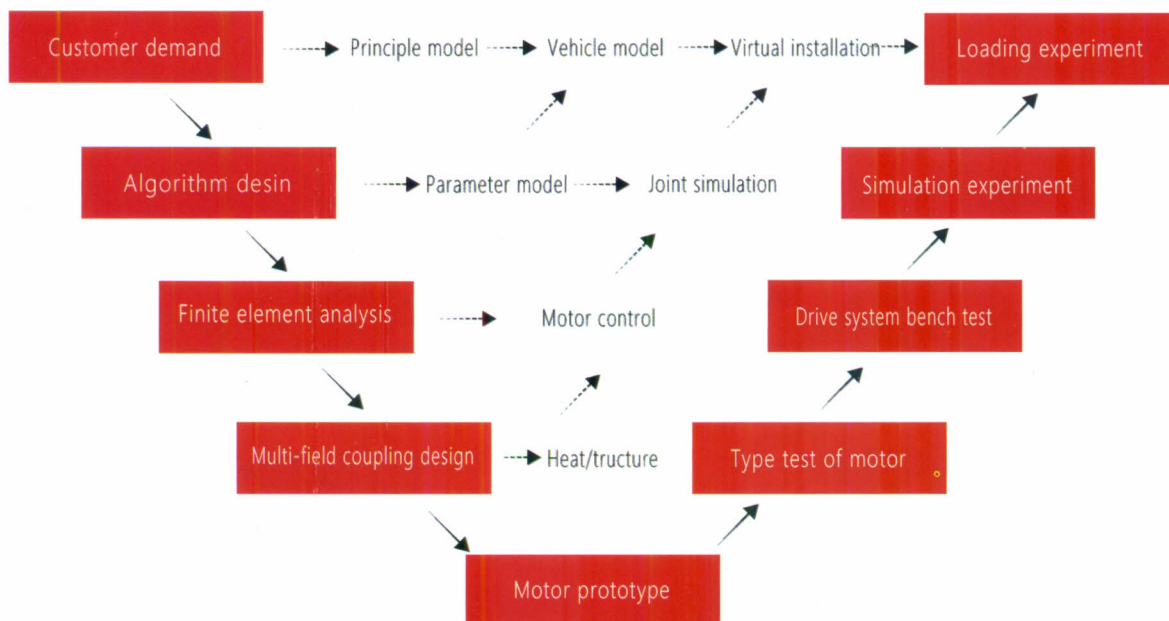 Customer demand
Principle model
Vehicle model
Virtual installation
Loading experiment
Algorithm desin
Parameter model
Joint simulation
Simulation experiment
Finite element analysis
Motor control
Drive system bench test
Multi-field coupling design
Heat/tructure
Type test of motor
Motor prototype